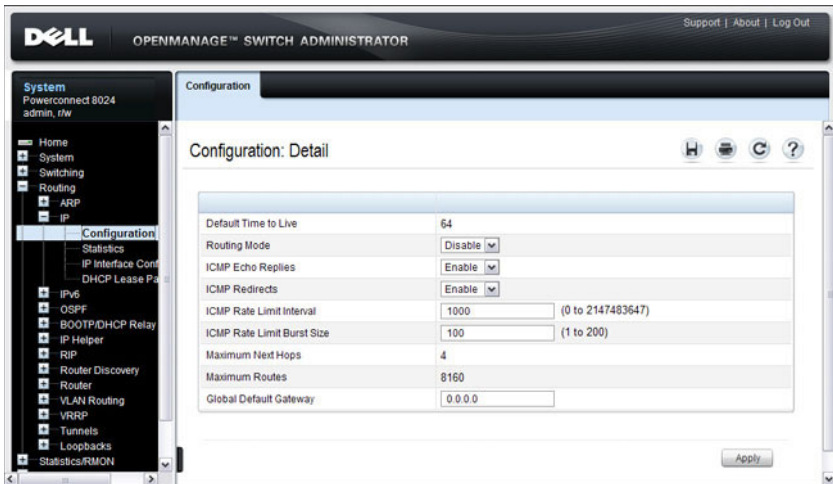 Support | About | Log Out
DELL OPENMANAGE™ SWITCH ADMINISTRATOR
System
Powerconnect 8024
admin, r/w
Home
System
Switching
Routing
ARP
IP
Configuration
Statistics
IP Interface Conf
DHCP Lease Pa
IPv6
OSPF
BOOTP/DHCP Relay
IP Helper
RIP
Router Discovery
Router
VLAN Routing
VRRP
Tunnels
Loopbacks
Statistics/RMON
Configuration
Configuration: Detail
Default Time to Live 64
Routing Mode Disable
ICMP Echo Replies Enable
ICMP Redirects Enable
ICMP Rate Limit Interval 1000 (0 to 2147483647)
ICMP Rate Limit Burst Size 100 (1 to 200)
Maximum Next Hops 4
Maximum Routes 8160
Global Default Gateway 0.0.0.0
Apply